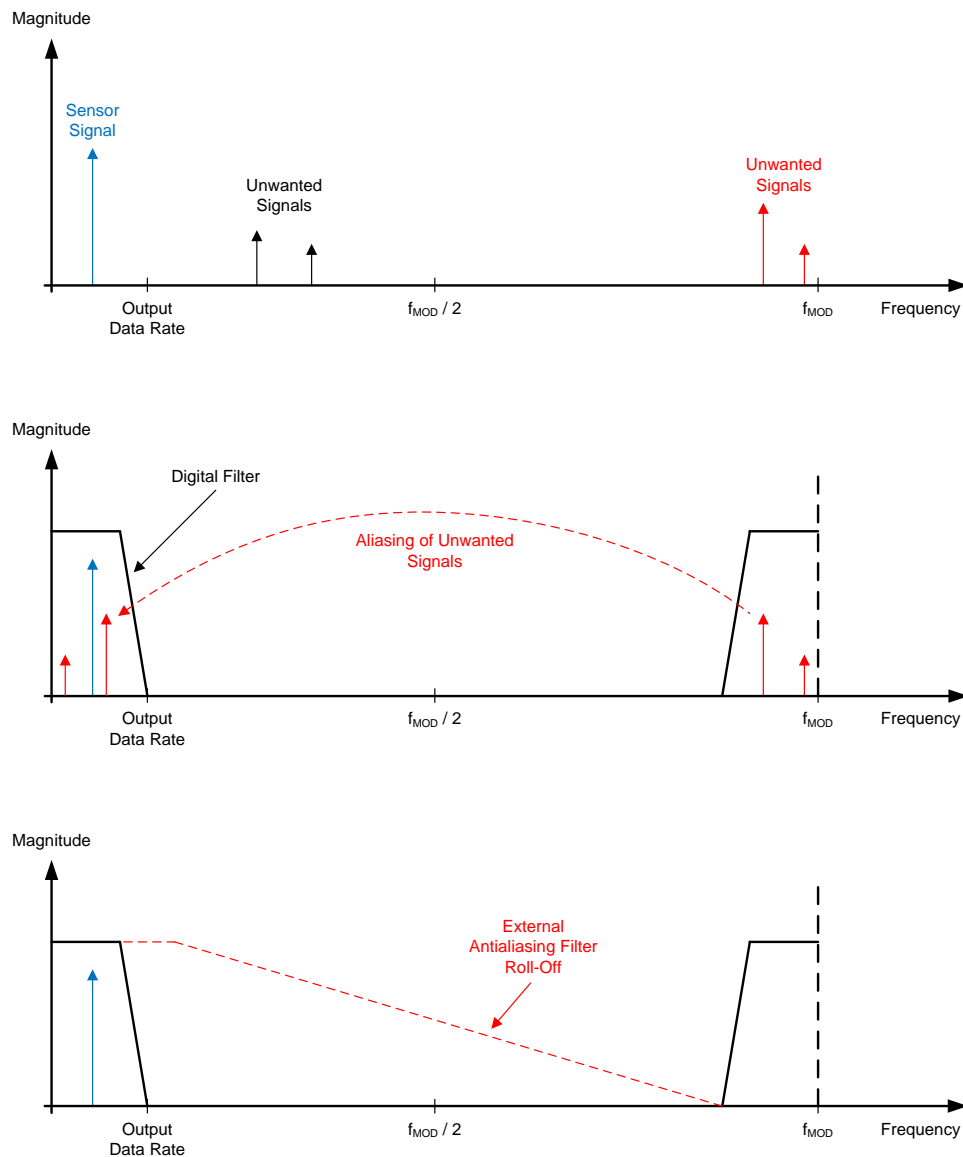 Magnitude
Sensor
Signal
Unwanted
Signals
Unwanted
Signals
Output
Data Rate
fMOD / 2
fMOD
Frequency
Magnitude
Digital Filter
Aliasing of Unwanted
Signals
Output
Data Rate
fMOD / 2
fMOD
Frequency
Magnitude
External
Antialiasing Filter
Roll-Off
Output
Data Rate
fMOD / 2
fMOD
Frequency